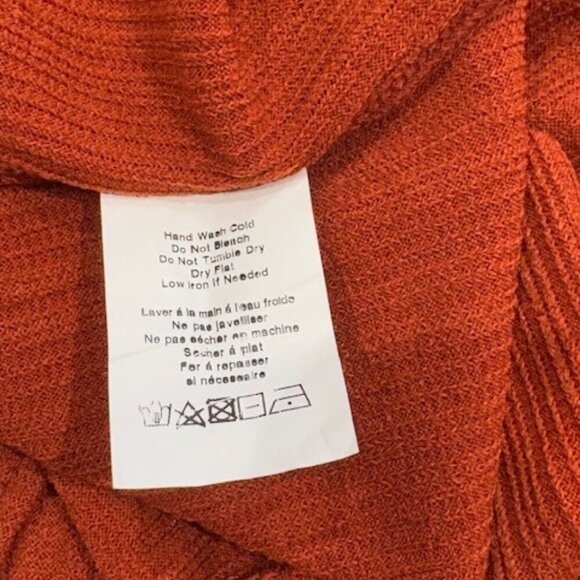 Hand Wash Cold
Do Not Bleach
Do Not Tumble Dry
Dry Flat
Low Iron If Needed
Laver á la main á l'eau froide
Ne pas javelliser
Ne pas sécher en machine
Secher á plat
Fer á repasser
si nécessaire